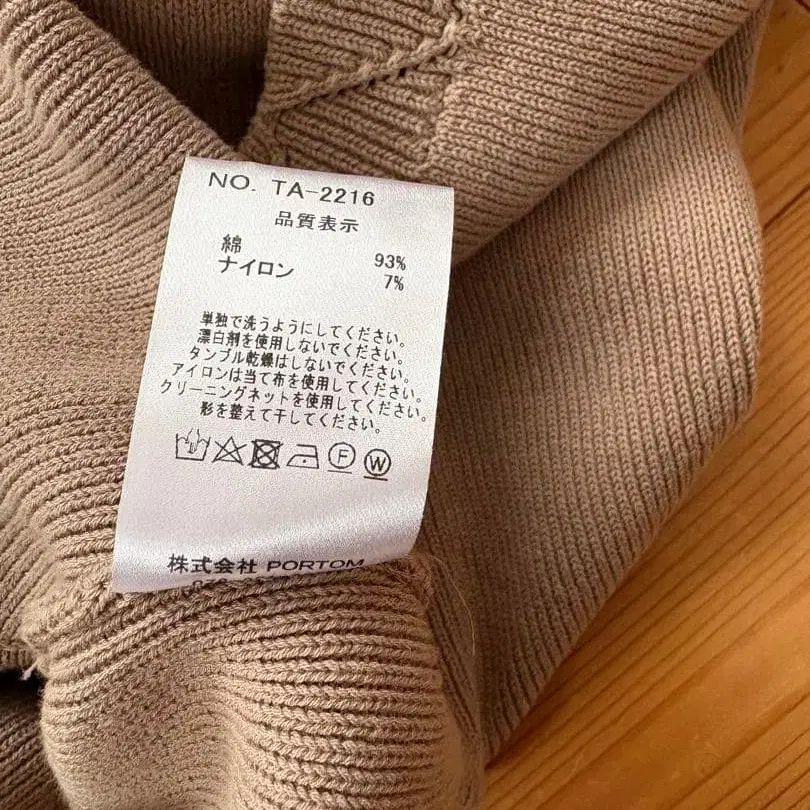 NO. TA-2216
品質表示
綿 93%
ナイロン 7%
単独で洗うようにしてください。
漂白剤を使用しないでください。
タンブル乾燥はしないでください。
アイロンは当て布を使用してください。
クリーニングネットを使用してください。
形を整えて干してください。
F W
株式会社 PORTOM